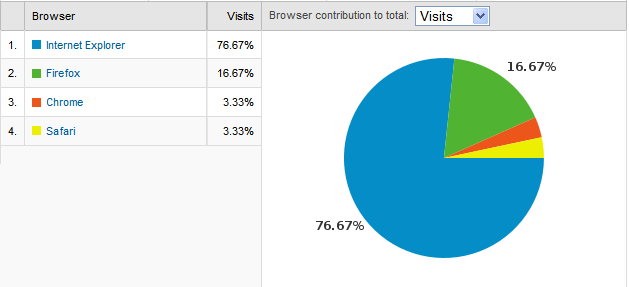 Browser Visits
Browser contribution to total: Visits
1. Internet Explorer 76.67%
2. Firefox 16.67%
3. Chrome 3.33%
4. Safari 3.33%
16.67%
76.67%